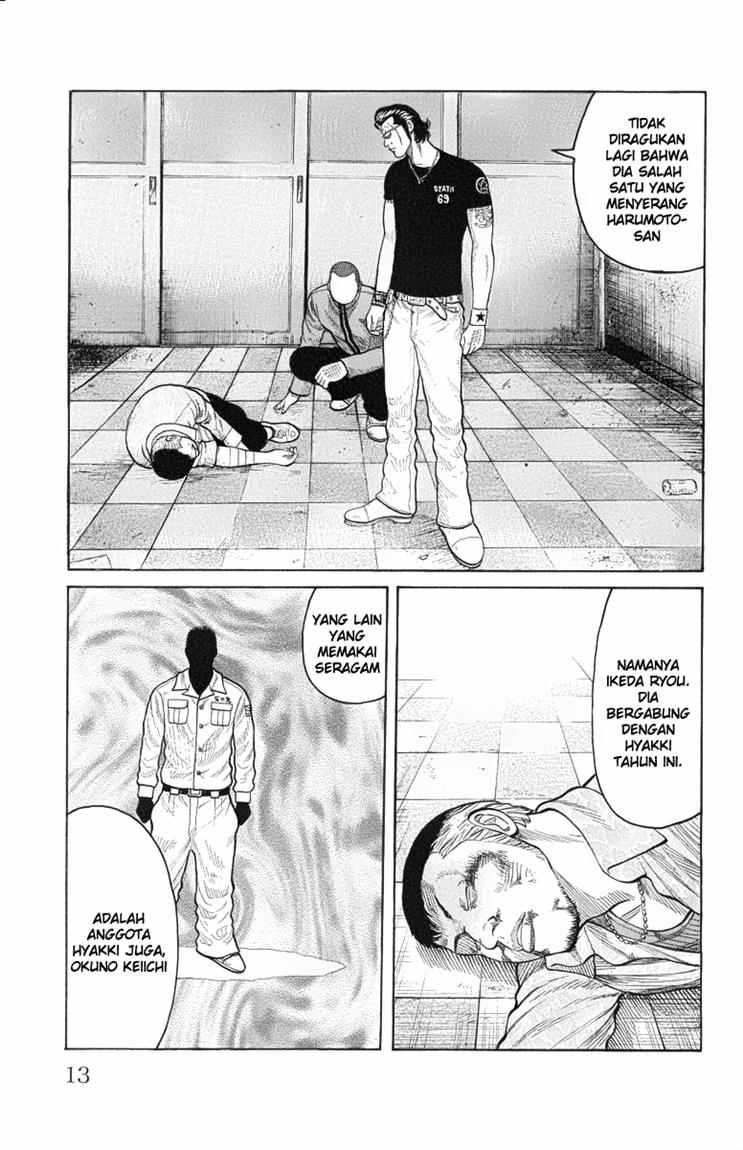 TIDAK
DIRAGUKAN
LAGI BAHWA
DIA SALAH
SATU YANG
MENYERANG
HARUMOTO-
SAN
69
NAMANYA
IKEDA RYOU.
DIA
BERGABUNG
DENGAN
HYAKKI
TAHUN INI.
YANG LAIN
YANG
MEMAKAI
SERAGAM
ADALAH
ANGGOTA
HYAKKI JUGA,
OKUNO KEIICHI
13